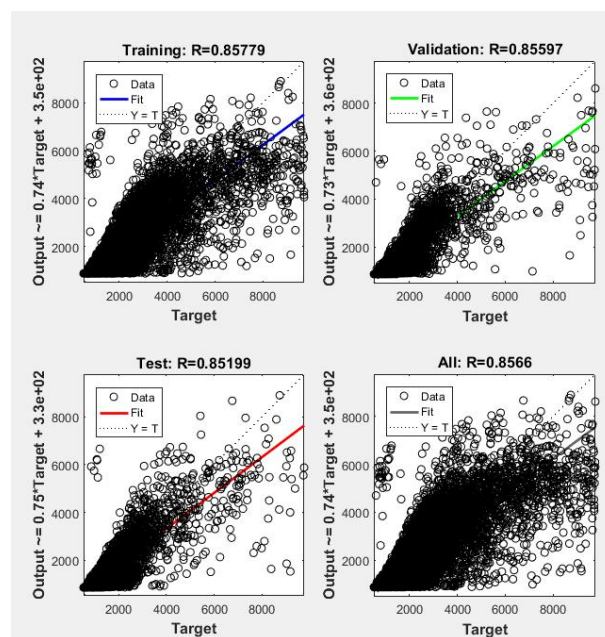 Training: R=0.85779
Data
Fit
Y = T
8000
6000
4000
2000
2000 4000 6000 8000
Target
Output ~= 0.74*Target + 3.5e+02
Validation: R=0.85597
Data
Fit
Y = T
8000
6000
4000
2000
2000 4000 6000 8000
Target
Output ~= 0.73*Target + 3.6e+02
Test: R=0.85199
Data
Fit
Y = T
8000
6000
4000
2000
2000 4000 6000 8000
Target
Output ~= 0.75*Target + 3.3e+02
All: R=0.8566
Data
Fit
Y = T
8000
6000
4000
2000
2000 4000 6000 8000
Target
Output ~= 0.74*Target + 3.5e+02